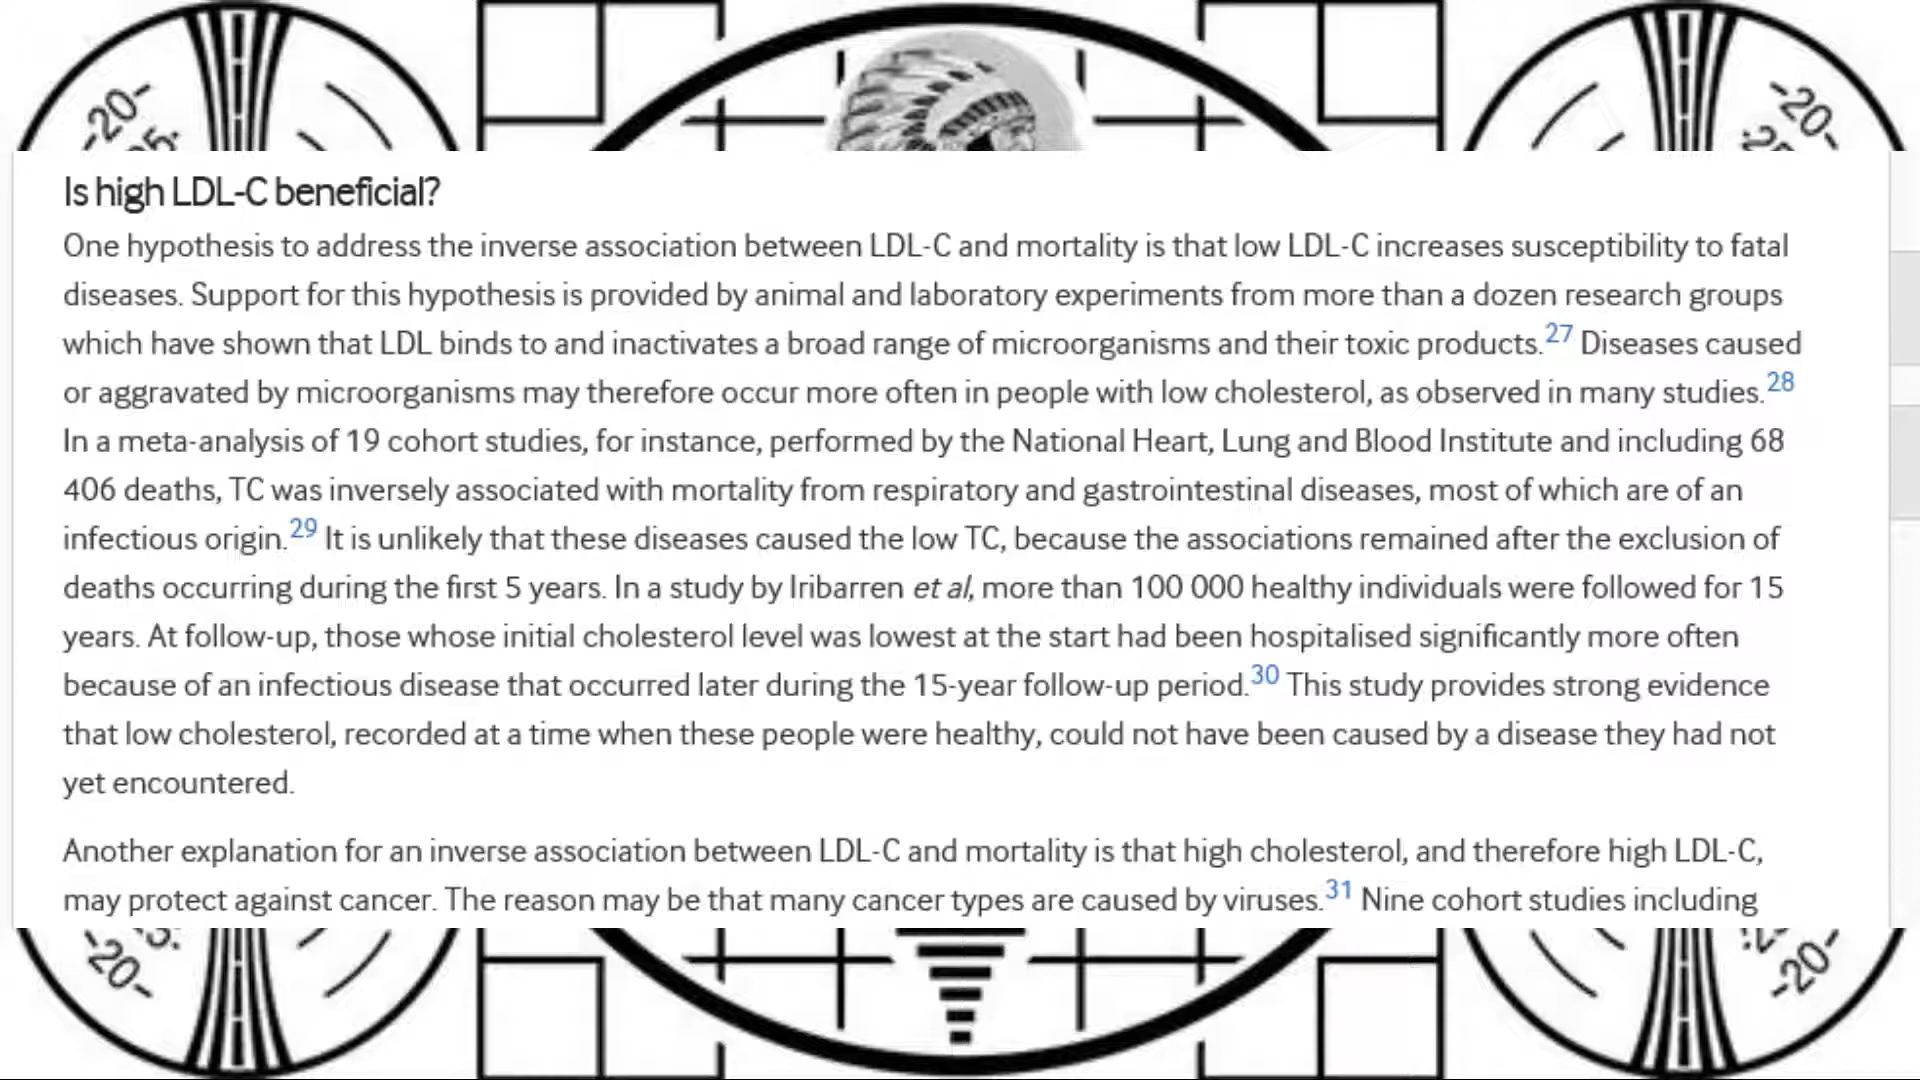 -20-
25.
-20-
.25
Is high LDL-C beneficial?
One hypothesis to address the inverse association between LDL-C and mortality is that low LDL-C increases susceptibility to fatal
diseases. Support for this hypothesis is provided by animal and laboratory experiments from more than a dozen research groups
which have shown that LDL binds to and inactivates a broad range of microorganisms and their toxic products.27 Diseases caused
or aggravated by microorganisms may therefore occur more often in people with low cholesterol, as observed in many studies.28
In a meta-analysis of 19 cohort studies, for instance, performed by the National Heart, Lung and Blood Institute and including 68
406 deaths, TC was inversely associated with mortality from respiratory and gastrointestinal diseases, most of which are of an
infectious origin.29 It is unlikely that these diseases caused the low TC, because the associations remained after the exclusion of
deaths occurring during the first 5 years. In a study by Iribarren et al, more than 100 000 healthy individuals were followed for 15
years. At follow-up, those whose initial cholesterol level was lowest at the start had been hospitalised significantly more often
because of an infectious disease that occurred later during the 15-year follow-up period.30 This study provides strong evidence
that low cholesterol, recorded at a time when these people were healthy, could not have been caused by a disease they had not
yet encountered.
Another explanation for an inverse association between LDL-C and mortality is that high cholesterol, and therefore high LDL-C,
may protect against cancer. The reason may be that many cancer types are caused by viruses.31 Nine cohort studies including
-20-
-20-